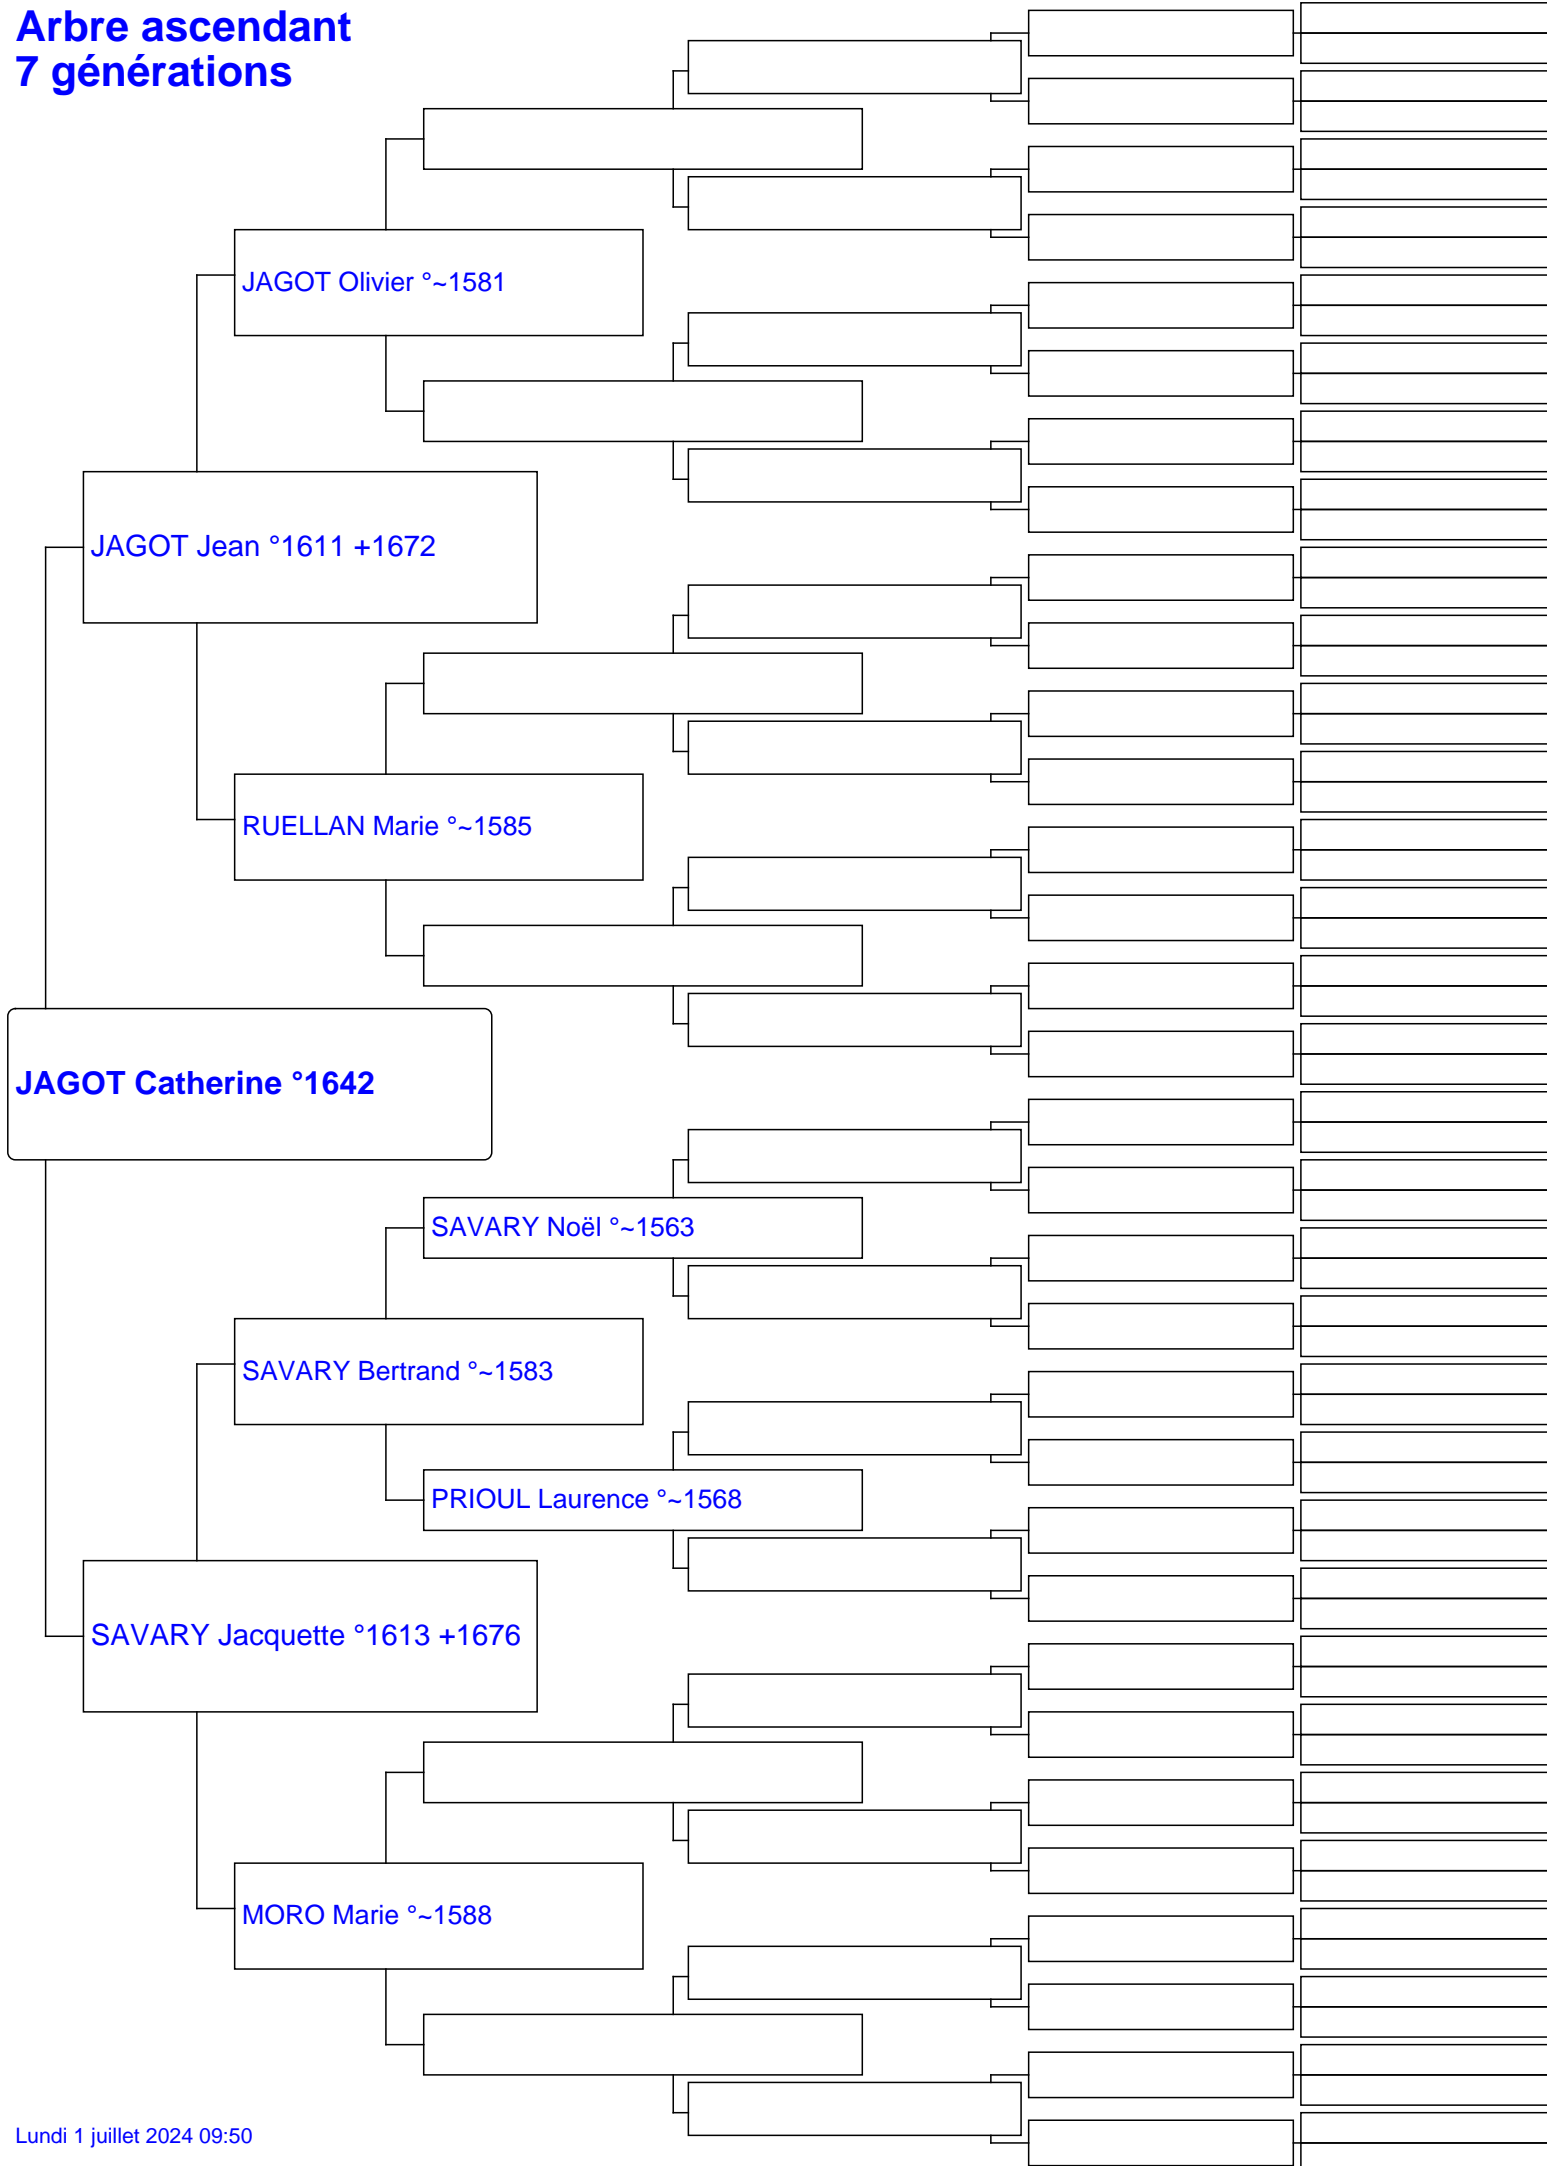 Arbre ascendant
7 générations
JAGOT Olivier °~1581
JAGOT Jean °1611 +1672
RUELLAN Marie °~1585
JAGOT Catherine °1642
SAVARY Noël °~1563
SAVARY Bertrand °~1583
PRIOUL Laurence °~1568
SAVARY Jacquette °1613 +1676
MORO Marie °~1588
Lundi 1 juillet 2024 09:50